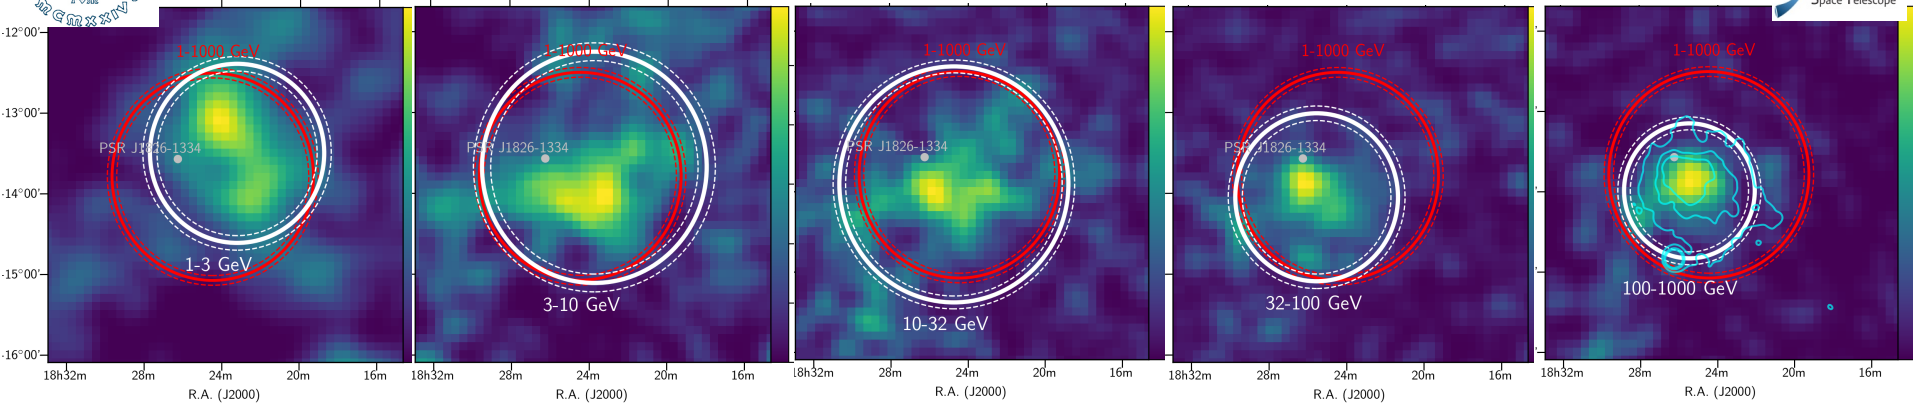 MCMXXIV
Space Telescope
1-1000 GeV
1-1000 GeV
1-1000 GeV
1-1000 GeV
1-1000 GeV
PSR J1826-1334
PSR J1826-1334
PSR J1826-1334
PSR J1826-1334
1-3 GeV
3-10 GeV
10-32 GeV
32-100 GeV
100-1000 GeV
-12°00'
-13°00'
-14°00'
-15°00'
-16°00'
18h32m 28m 24m 20m 16m
18h32m 28m 24m 20m 16m
18h32m 28m 24m 20m 16m
18h32m 28m 24m 20m 16m
18h32m 28m 24m 20m 16m
R.A. (J2000)
R.A. (J2000)
R.A. (J2000)
R.A. (J2000)
R.A. (J2000)